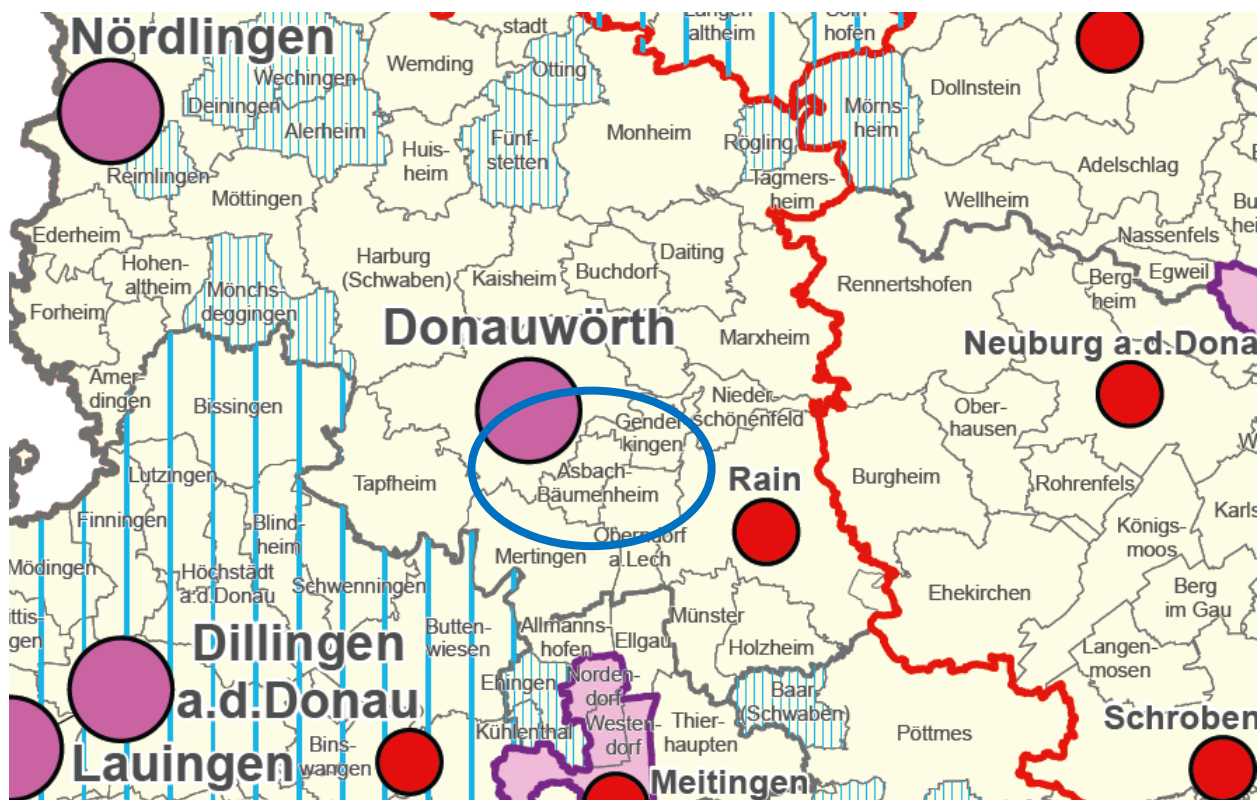 Nördlingen
stadt
altheim
hofen
Wemding
Otting
Wechingen
Deiningen
Alerheim
Dollnstein
Mörns-
heim
Monheim
Rögling
Fünf-
stetten
Huis-
heim
Reimlingen
Möttingen
Tagmers-
heim
Adelschlag
Wellheim
Ederheim
Nassenfels
Harburg
(Schwaben)
Kaisheim
Buchdorf
Daiting
Hohen-
altheim
Mönchs-
deggingen
Forheim
Rennertshofen
Berg-
heim
Egweil
Donauwörth
Marxheim
Neuburg a.d.Dona
Amer-
dingen
Bissingen
Nieder-
schönenfeld
Gender-
kingen
Ober-
hausen
Lutzingen
Tapfheim
Asbach-
Bäumenheim
Rain
Burgheim
Rohrenfels
Karls
Finningen
Blind-
heim
Königs-
moos
Mertingen
Oberndorf
a.Lech
Mödingen
Höchstädt
a.d.Donau
Schwenningen
Ehekirchen
Berg
im Gau
Münster
Holzheim
Butten-
wiesen
Allmanns-
hofen
Ellgau
Langen-
mosen
Dillingen
a.d.Donau
Ehingen
Norden-
dorf
Baar
(Schwaben)
Kühlenthal
Westen-
dorf
Thier-
haupten
Pöttmes
Schroben
Lauingen
Bins-
wangen
Meitingen